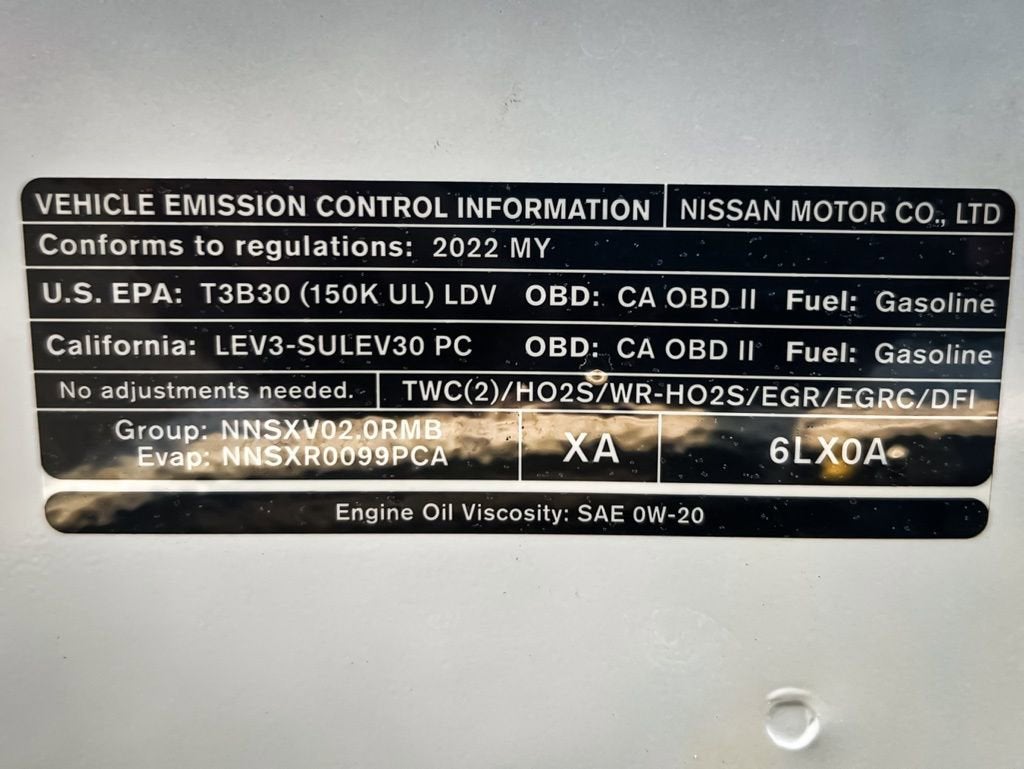 VEHICLE EMISSION CONTROL INFORMATION NISSAN MOTOR CO., LTD
Conforms to regulations: 2022 MY
U.S. EPA: T3B30 (150K UL) LDV OBD: CA OBD II Fuel: Gasoline
California: LEV3-SULEV30 PC OBD: CA OBD II Fuel: Gasoline
No adjustments needed. TWC(2)/HO2S/WR-HO2S/EGR/EGRC/DFI
Group: NNSXV02.0RMB
Evap: NNSXR0099PCA
XA
6LX0A
Engine Oil Viscosity: SAE 0W-20